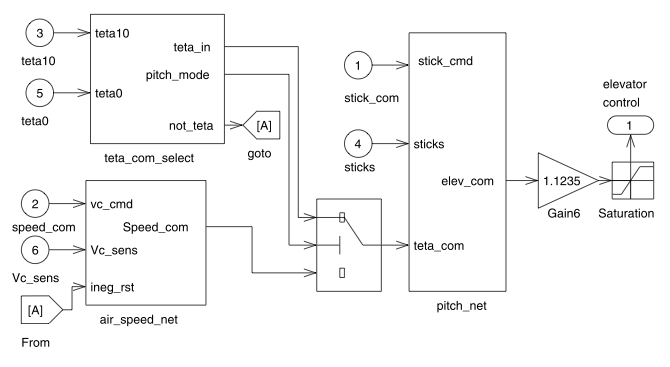 3
teta10
teta10
5
teta0
teta0
teta_in
pitch_mode
not_teta
[A]
goto
teta_com_select
2
speed_com
vc_cmd
6
Vc_sens
Vc_sens
Speed_com
[A]
From
ineg_rst
air_speed_net
1
stick_com
stick_cmd
4
sticks
sticks
elev_com
teta_com
pitch_net
1.1235
Gain6
Saturation
elevator
control
1